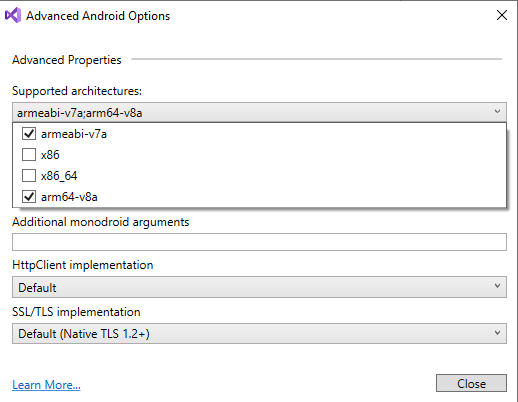 Advanced Android Options
Advanced Properties
Supported architectures:
armeabi-v7a;arm64-v8a
armeabi-v7a
x86
x86_64
arm64-v8a
Additional monodroid arguments
HttpClient implementation
Default
SSL/TLS implementation
Default (Native TLS 1.2+)
Learn More...
Close